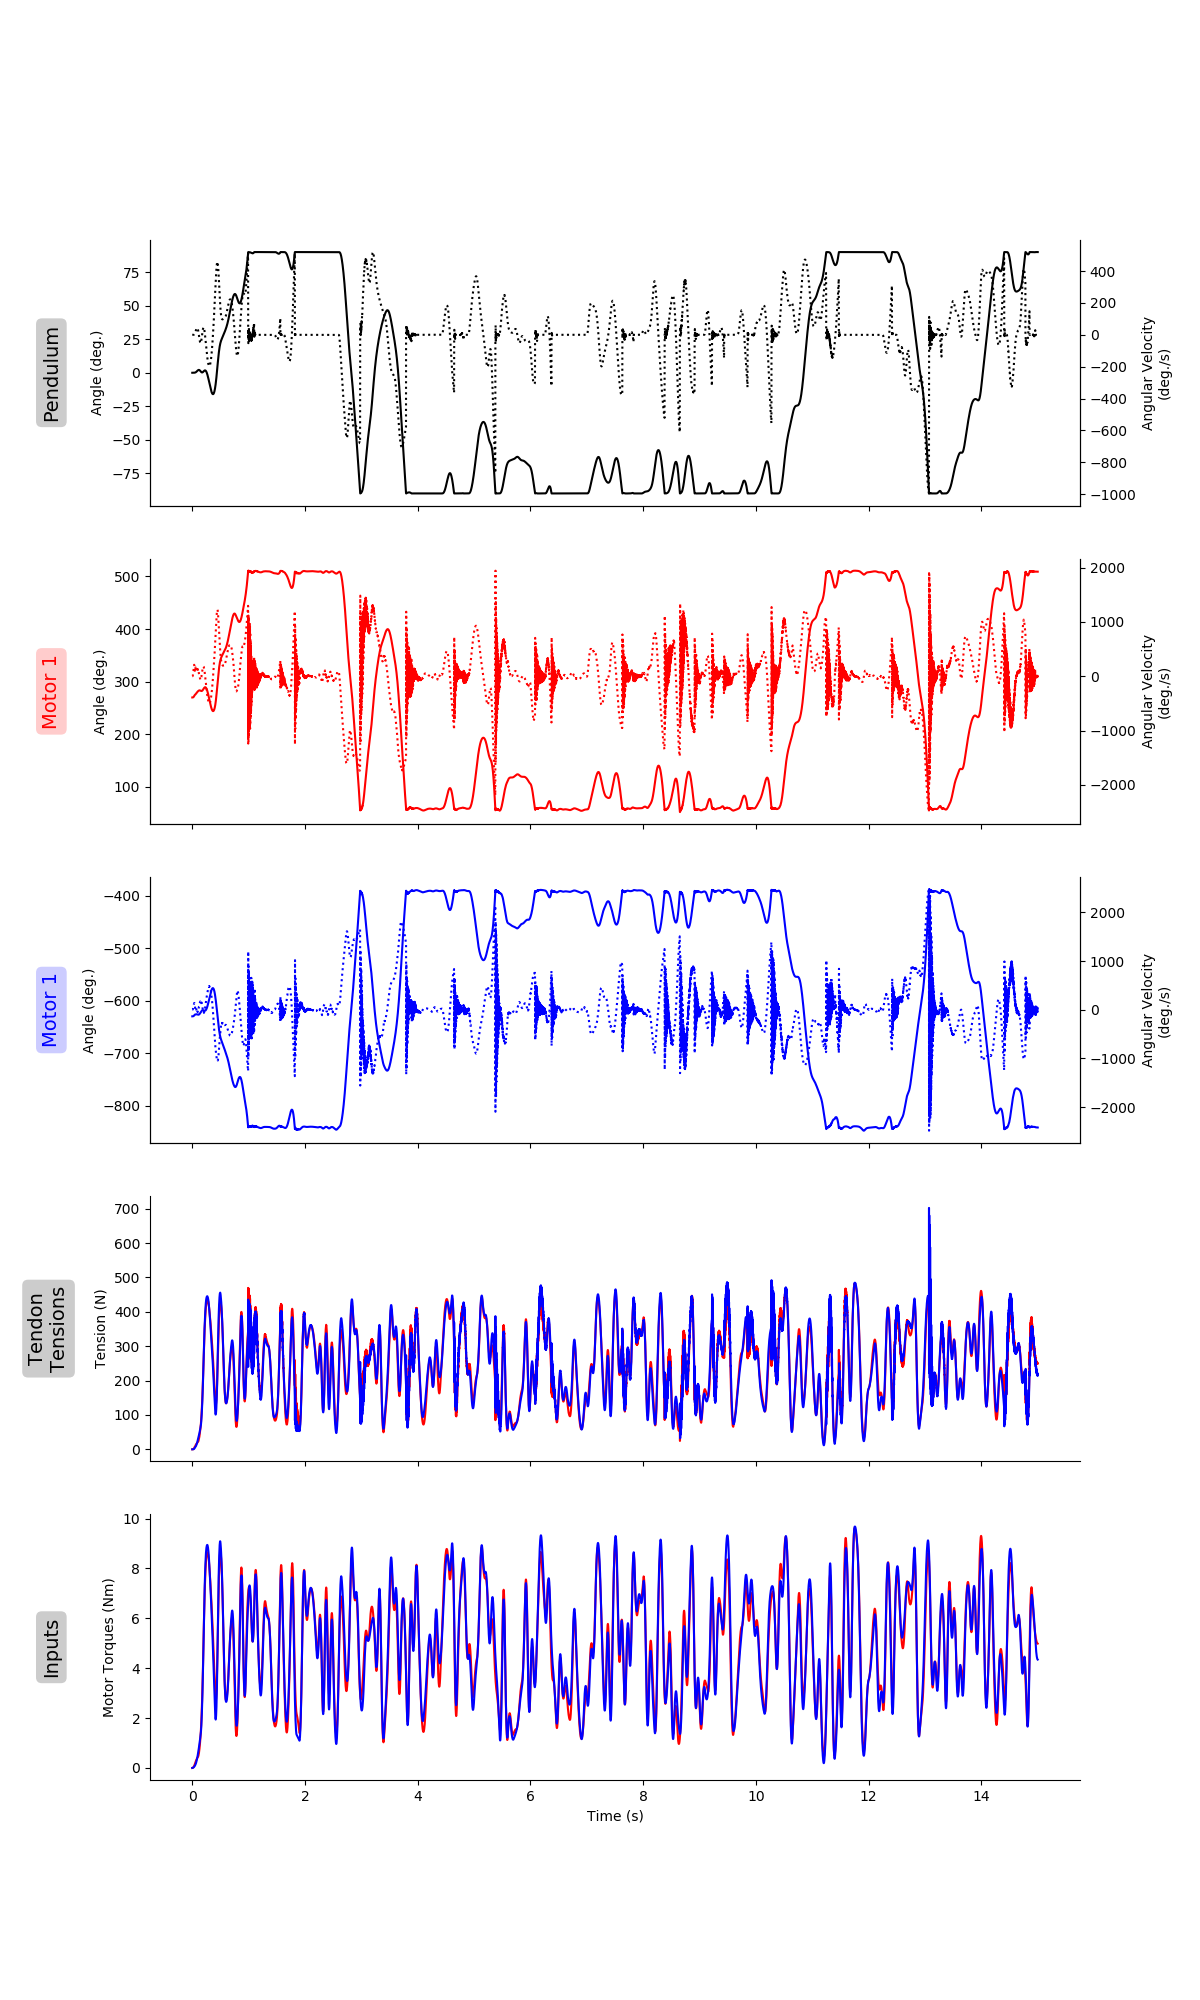 Pendulum
Angle (deg.)
75
50
25
0
−25
−50
−75
400
200
0
−200
−400
−600
−800
−1000
Angular Velocity
(deg./s)
Motor 1
Angle (deg.)
500
400
300
200
100
2000
1000
0
−1000
−2000
Angular Velocity
(deg./s)
Motor 1
Angle (deg.)
−400
−500
−600
−700
−800
2000
1000
0
−1000
−2000
Angular Velocity
(deg./s)
Tendon
Tensions
Tension (N)
700
600
500
400
300
200
100
0
Inputs
Motor Torques (Nm)
10
8
6
4
2
0
0 2 4 6 8 10 12 14
Time (s)